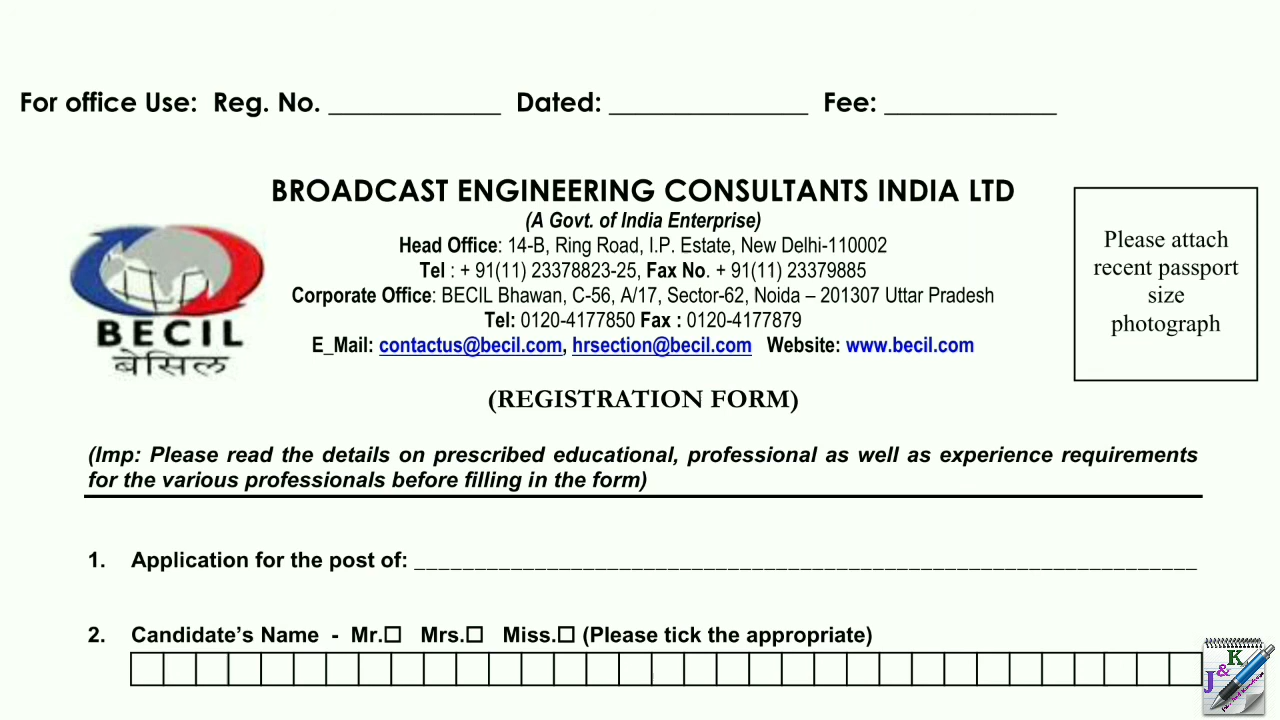 For office Use: Reg. No. _____________ Dated: _______________ Fee: _____________
BROADCAST ENGINEERING CONSULTANTS INDIA LTD
(A Govt. of India Enterprise)
Head Office: 14-B, Ring Road, I.P. Estate, New Delhi-110002
Tel : + 91(11) 23378823-25, Fax No. + 91(11) 23379885
Corporate Office: BECIL Bhawan, C-56, A/17, Sector-62, Noida – 201307 Uttar Pradesh
Tel: 0120-4177850 Fax : 0120-4177879
E_Mail: contactus@becil.com, hrsection@becil.com Website: www.becil.com
BECIL
बेसिल
Please attach
recent passport
size
photograph
(REGISTRATION FORM)
(Imp: Please read the details on prescribed educational, professional as well as experience requirements
for the various professionals before filling in the form)
1. Application for the post of: _________________________________________________________________
2. Candidate's Name - Mr.☐ Mrs.☐ Miss.☐ (Please tick the appropriate)
J&K